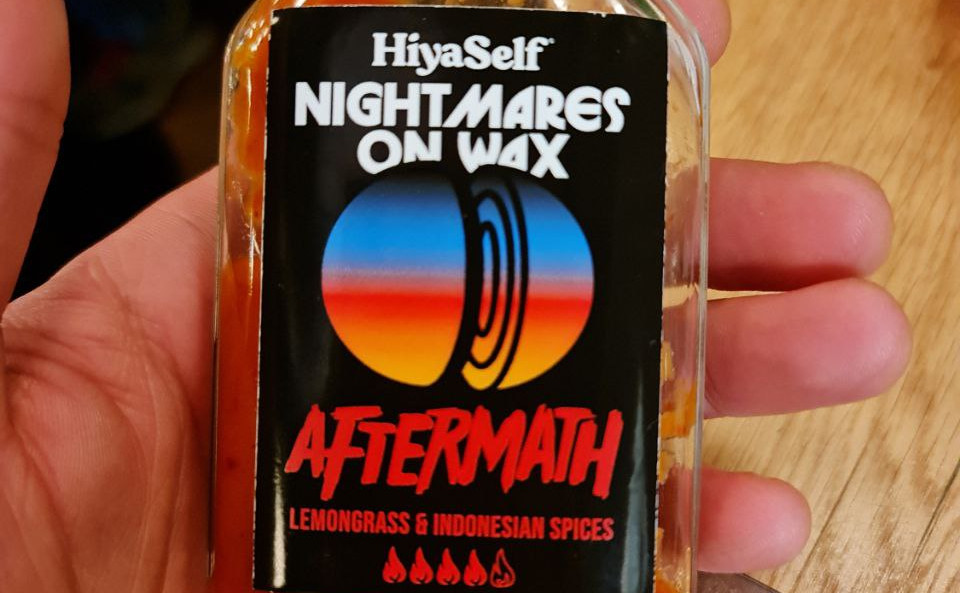 HiyaSelf
NIGHTMARES
ON WAX
AFTERMATH
LEMONGRASS & INDONESIAN SPICES